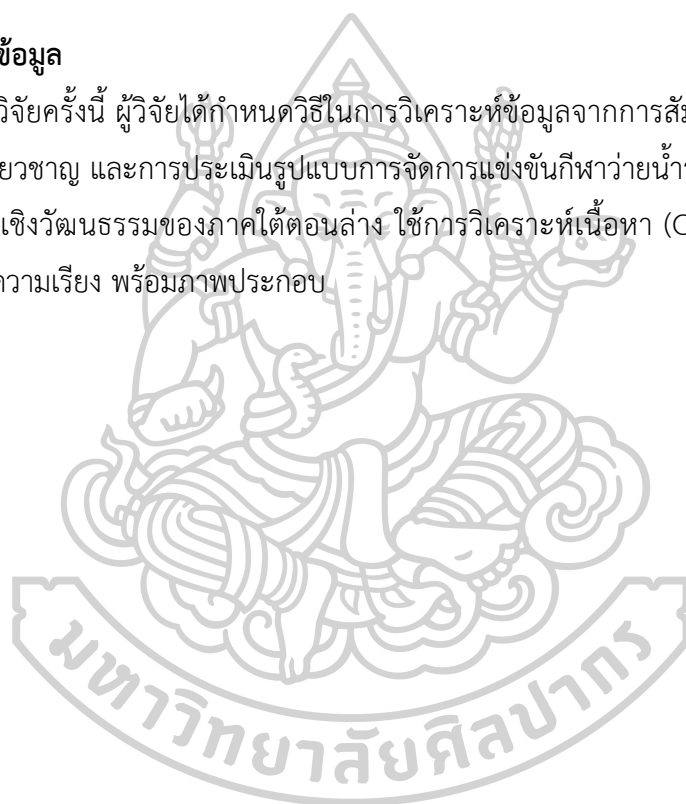 ข้อมูล
วิจัยครั้งนี้ ผู้วิจัยได้กำหนดวิธีในการวิเคราะห์ข้อมูลจากการสัม
ยวชาญ และการประเมินรูปแบบการจัดการแข่งขันกีฬาว่ายน้ำ
เชิงวัฒนธรรมของภาคใต้ตอนล่าง ใช้การวิเคราะห์เนื้อหา (C
ความเรียง พร้อมภาพประกอบ
มหาวิทยาลัยศิลปากร